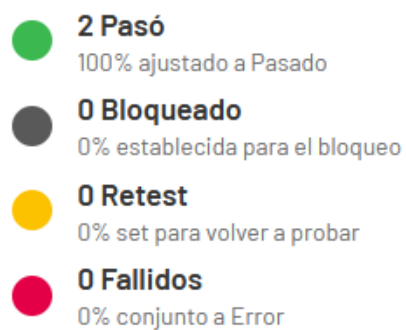 2 Pasó
100% ajustado a Pasado
0 Bloqueado
0% establecida para el bloqueo
0 Retest
0% set para volver a probar
0 Fallidos
0% conjunto a Error